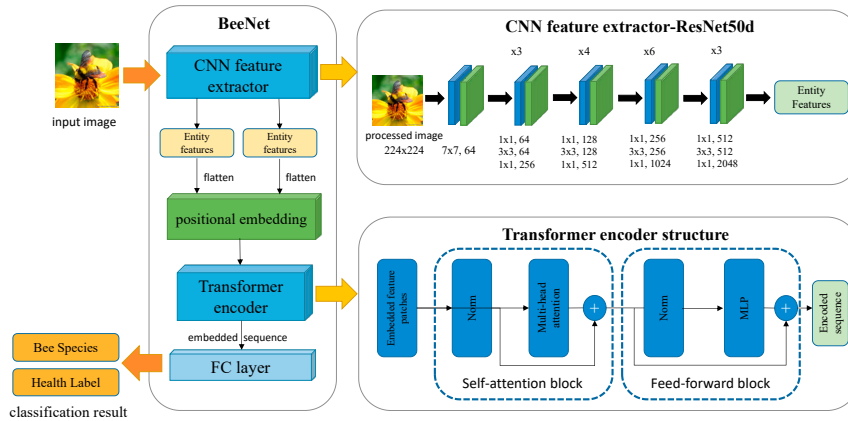 BeeNet
CNN feature
extractor
input image
Entity
features
Entity
features
flatten
flatten
positional embedding
Transformer
encoder
embedded sequence
FC layer
Bee Species
Health Label
classification result
CNN feature extractor-ResNet50d
x3
x4
x6
x3
processed image
224x224
7x7, 64
1x1, 64
3x3, 64
1x1, 256
1x1, 128
3x3, 128
1x1, 512
1x1, 256
3x3, 256
1x1, 1024
1x1, 512
3x3, 512
1x1, 2048
Entity
Features
Transformer encoder structure
Embedded feature
patches
Norm
Multi-head
attention
+
Self-attention block
Norm
MLP
+
Feed-forward block
Encoded
sequence